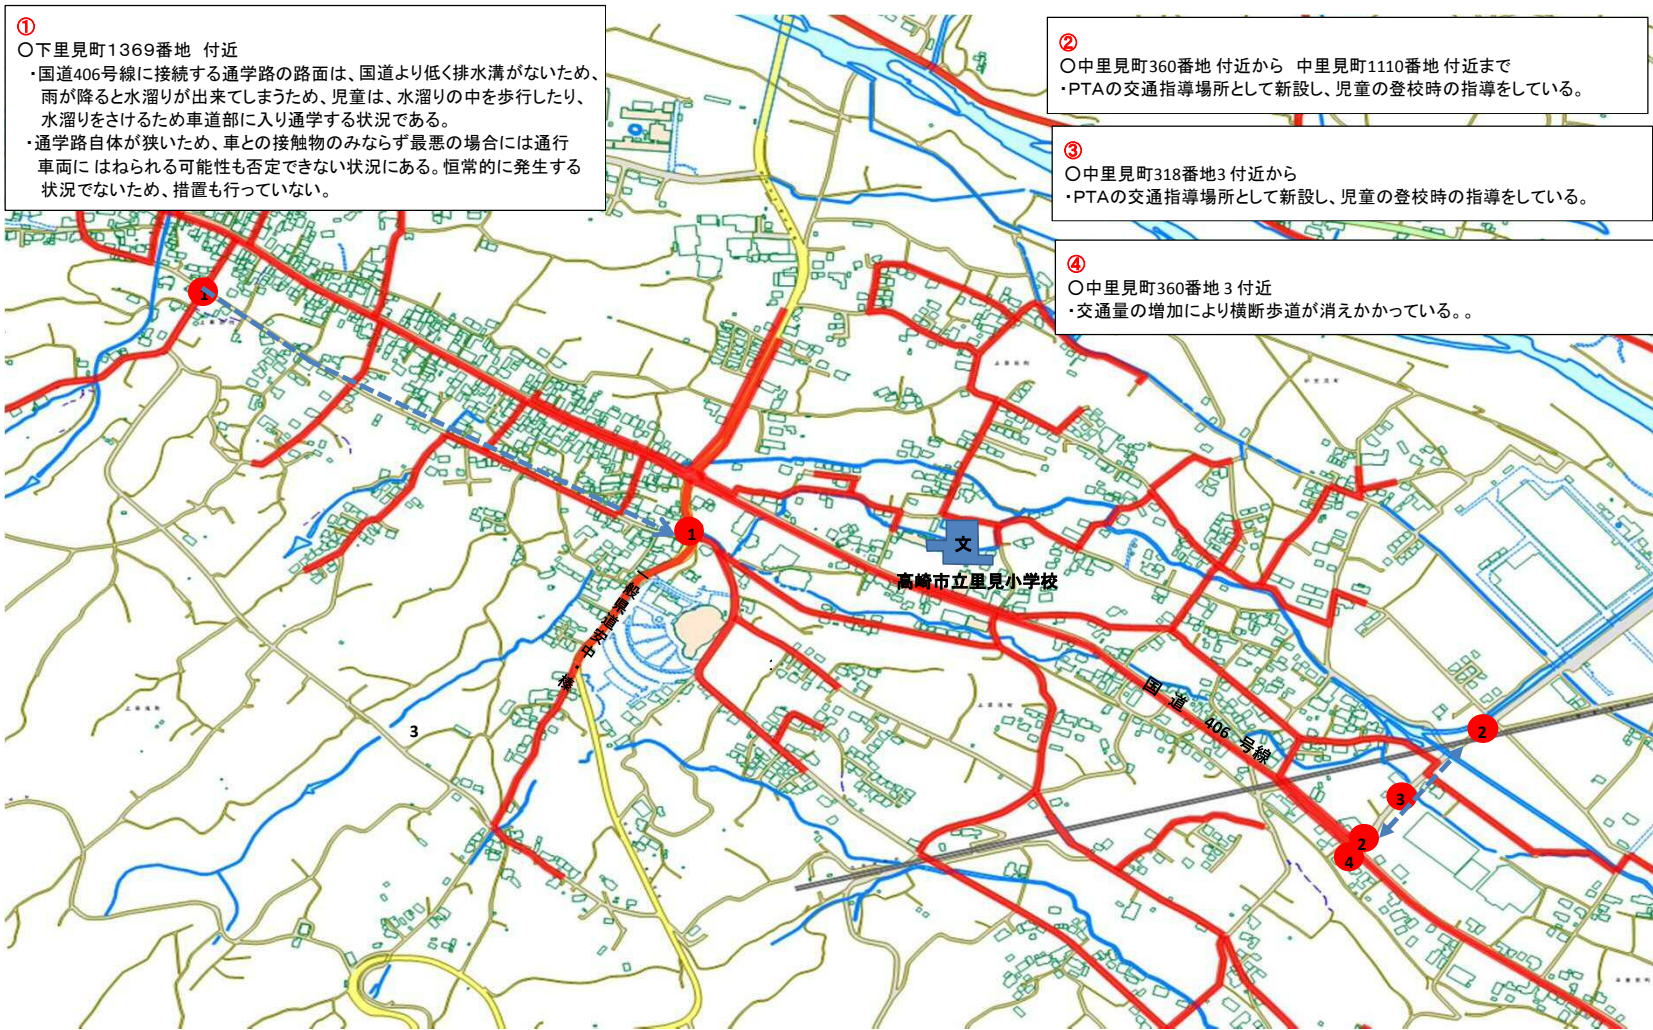 ①
○下里見町1369番地 付近
・国道406号線に接続する通学路の路面は、国道より低く排水溝がないため、
雨が降ると水溜りが出来てしまうため、児童は、水溜りの中を歩行したり、
水溜りをさけるため車道部に入り通学する状況である。
・通学路自体が狭いため、車との接触物のみならず最悪の場合には通行
車両に はねられる可能性も否定できない状況にある。恒常的に発生する
状況でないため、措置も行っていない。
②
○中里見町360番地 付近から 中里見町1110番地 付近まで
・PTAの交通指導場所として新設し、児童の登校時の指導をしている。
③
○中里見町318番地3 付近から
・PTAの交通指導場所として新設し、児童の登校時の指導をしている。
④
○中里見町360番地 3 付近
・交通量の増加により横断歩道が消えかかっている。。
1
1
文
高崎市立里見小学校
一般県道安中・榛
国道 406 号線
3
2
3
2
4